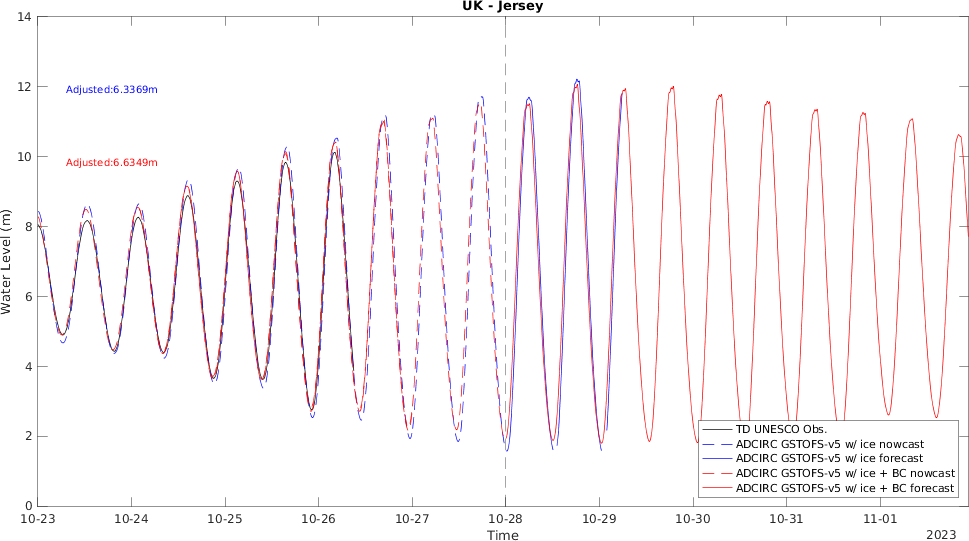 UK - Jersey
14
12
10
8
6
4
2
0
Water Level (m)
Adjusted:6.3369m
Adjusted:6.6349m
TD UNESCO Obs.
ADCIRC GSTOFS-v5 w/ ice nowcast
ADCIRC GSTOFS-v5 w/ ice forecast
ADCIRC GSTOFS-v5 w/ ice + BC nowcast
ADCIRC GSTOFS-v5 w/ ice + BC forecast
10-23 10-24 10-25 10-26 10-27 10-28 10-29 10-30 10-31 11-01
Time
2023